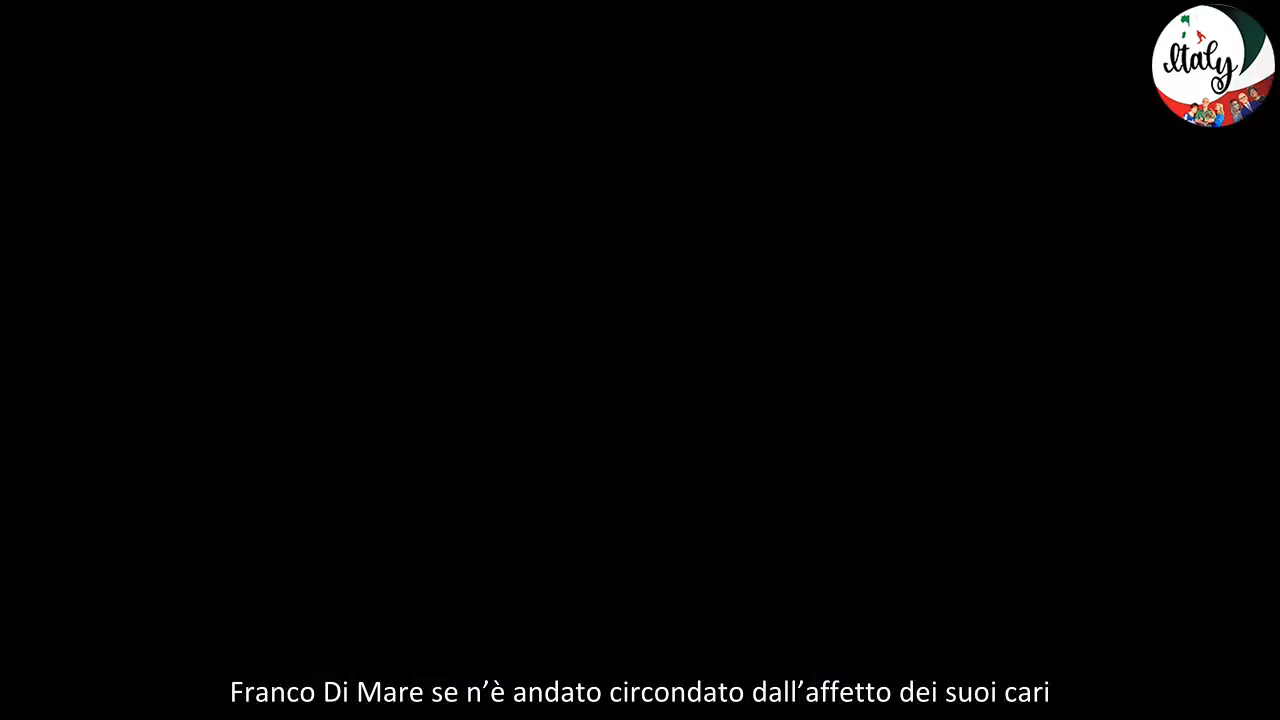 Italy
Franco Di Mare se n’è andato circondato dall’affetto dei suoi cari